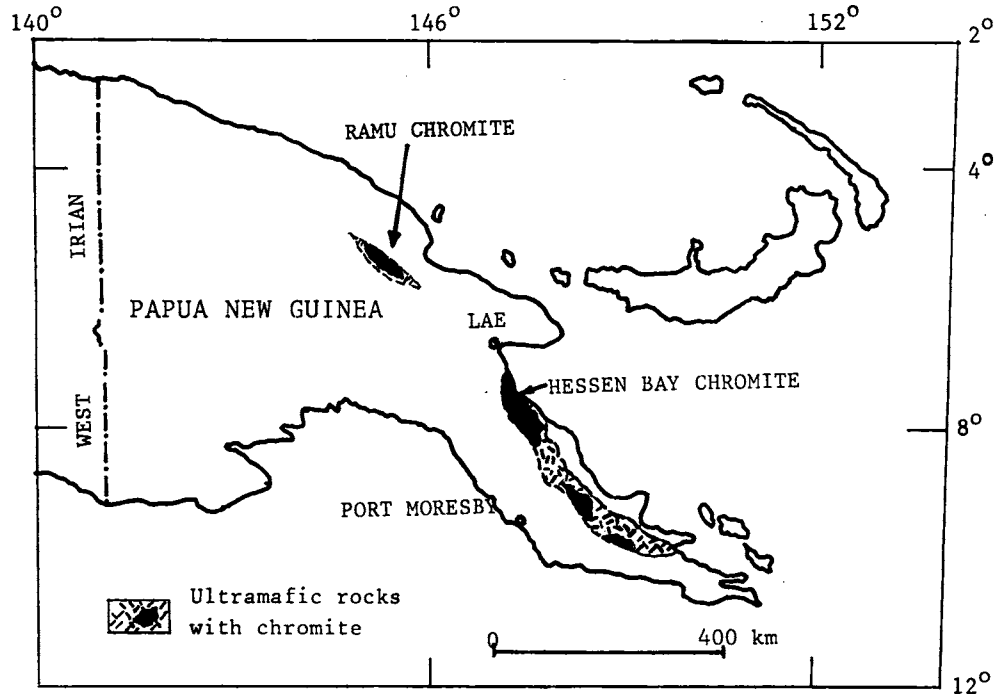 140°
146°
152°
2°
RAMU CHROMITE
4°
IRIAN
PAPUA NEW GUINEA
LAE
HESSEN BAY CHROMITE
WEST
8°
PORT MORESBY
Ultramafic rocks
with chromite
0
400 km
12°